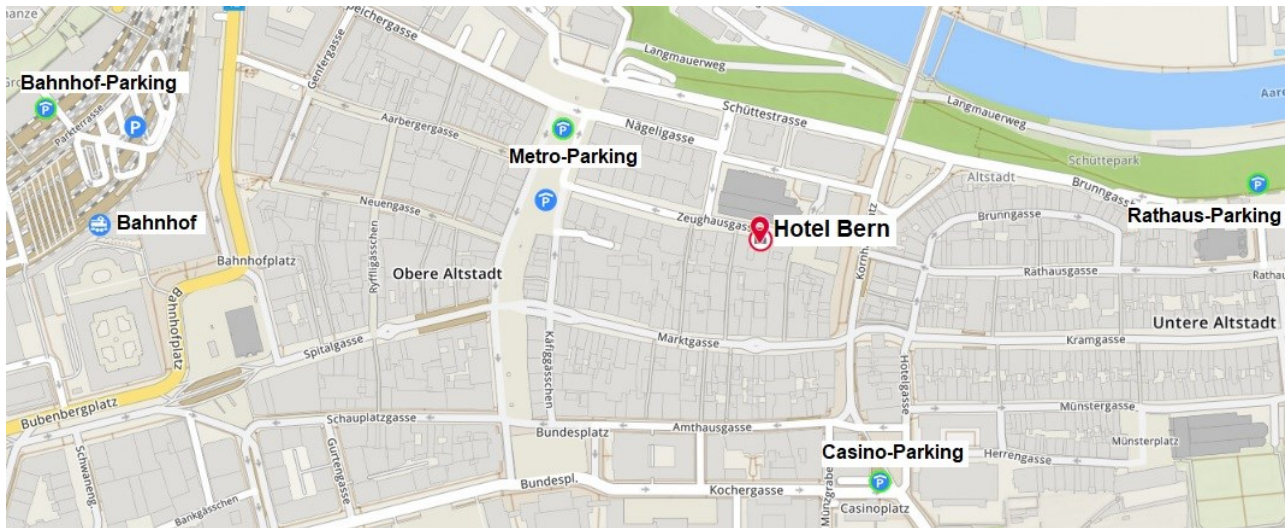 Speichergasse
Genfergasse
Langmauerweg
Bahnhof-Parking
P
Parkterrasse
P
Aarbergergasse
P
Metro-Parking
Nägeligasse
Schüttestrasse
Langmauerweg
Schüttepark
Altstadt
Brunngasse
P
Rathaus-Parking
P
Bahnhof
Neuengasse
Ryffligässchen
Zeughausgasse
Hotel Bern
Brunngasse
Rathausgasse
Bahnhofplatz
Obere Altstadt
Bahnhofplatz
Spitalgasse
Käfiggässchen
Marktgasse
Untere Altstadt
Kramgasse
Hotelgasse
Bubenbergplatz
Schauplatzgasse
Gurtengasse
Bundesplatz
Amthausgasse
Münstergasse
Münsterplatz
Herrengasse
Casino-Parking
P
Casinoplatz
Kochergasse
Bundespl.
Bankgässchen
Schwaneng.